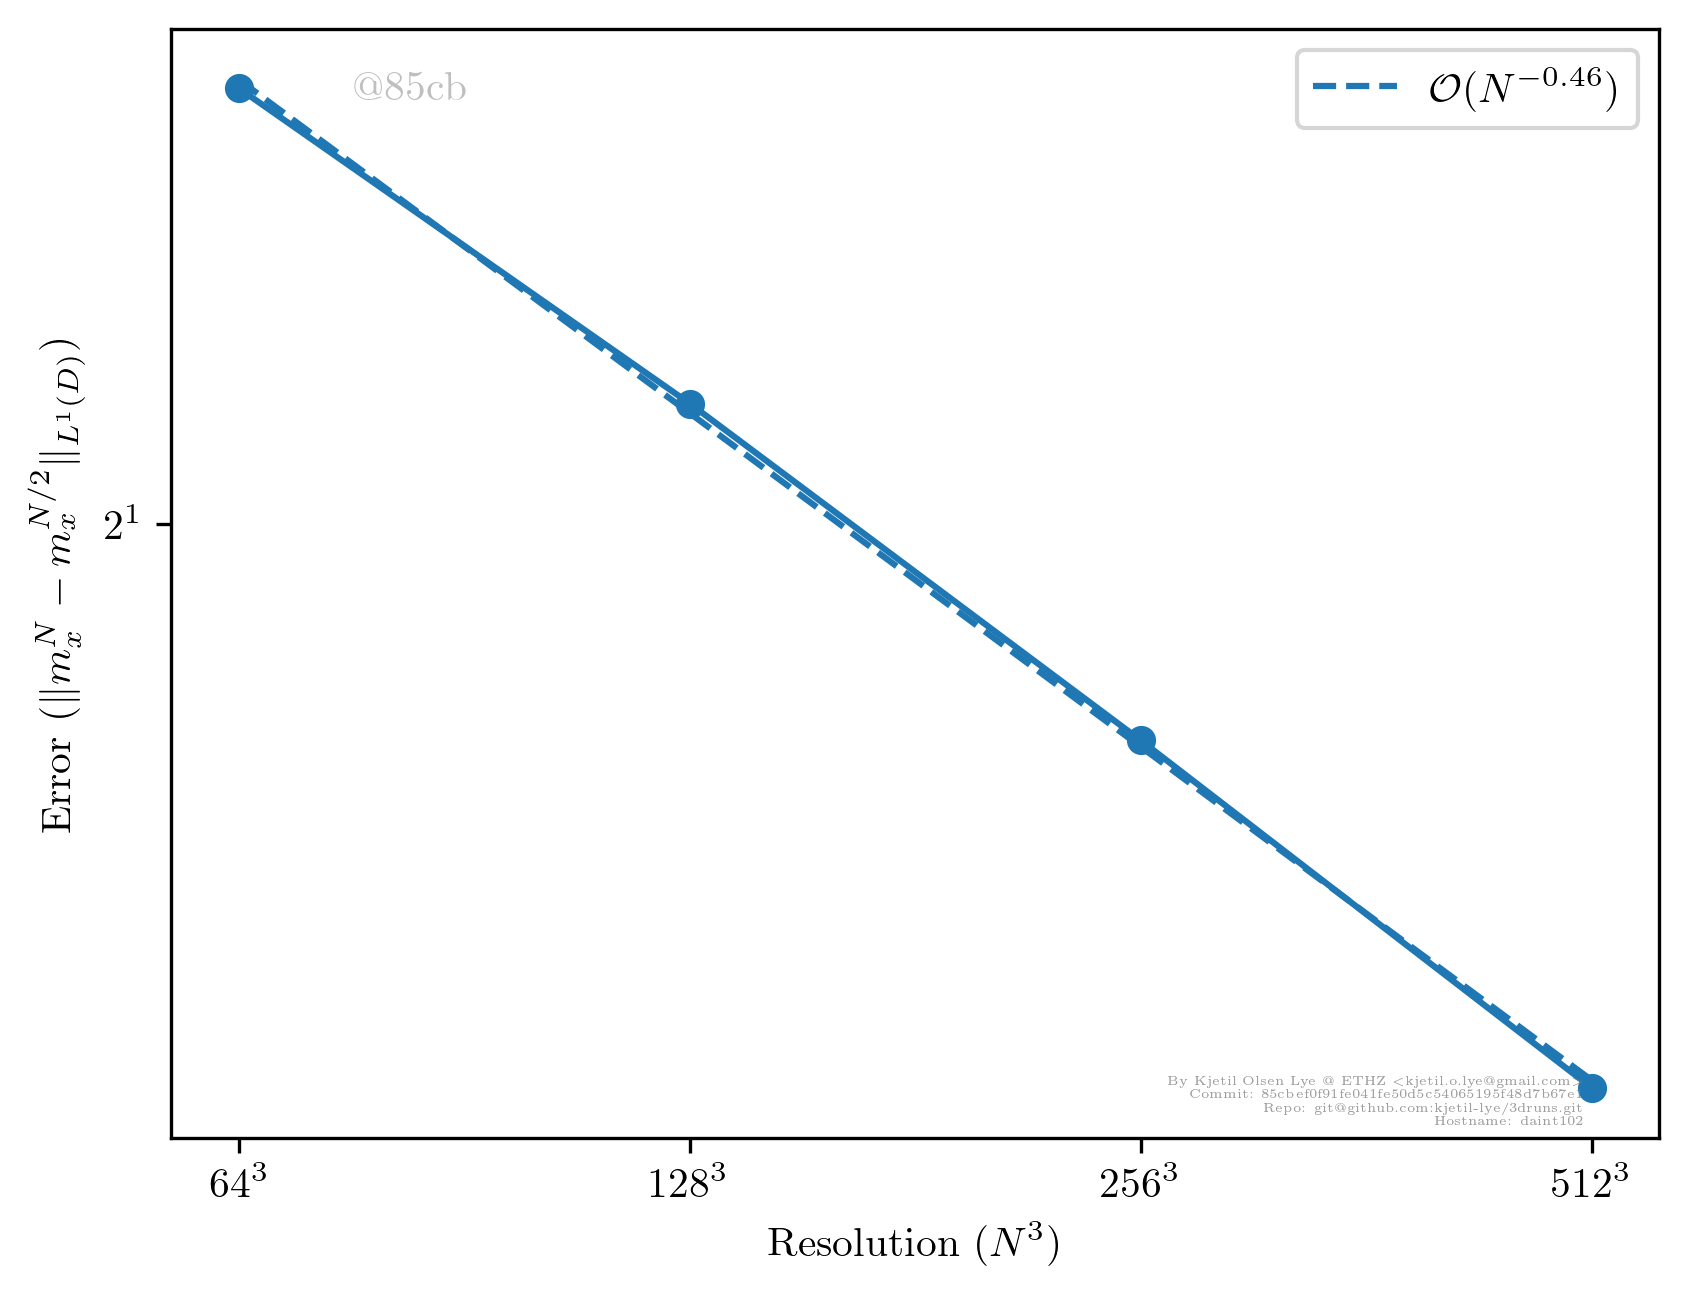 @85cb
𝒪(N^{-0.46})
Error (||m_x^N − m_x^{N/2}||_{L^1(D)})
2^1
By Kjetil Olsen Lye @ ETHZ <kjetil.o.lye@gmail.com>
Commit: 85cbef0f91fe041fe50d5c54065195f48d7b67e1
Repo: git@github.com:kjetil-lye/3druns.git
Hostname: daint102
64^3 128^3 256^3 512^3
Resolution (N^3)